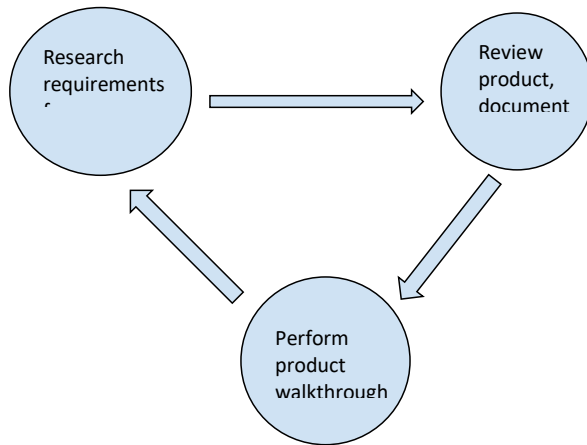 Research
requirements
Review
product,
document
Perform
product
walkthrough